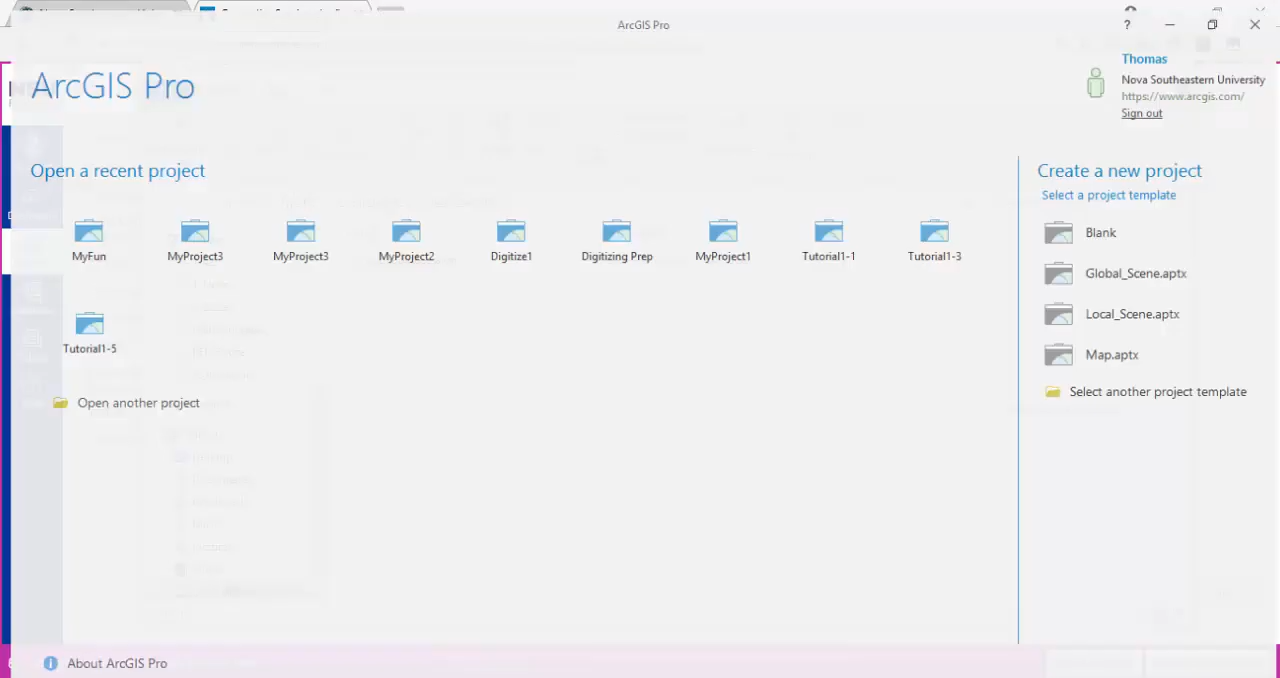 ArcGIS Pro
?
ArcGIS Pro
Thomas
Nova Southeastern University
https://www.arcgis.com/
Sign out
Open a recent project
MyFun
MyProject3
MyProject3
MyProject2
Digitize1
Digitizing Prep
MyProject1
Tutorial1-1
Tutorial1-3
Tutorial1-5
Open another project
Create a new project
Select a project template
Blank
Global_Scene.aptx
Local_Scene.aptx
Map.aptx
Select another project template
About ArcGIS Pro